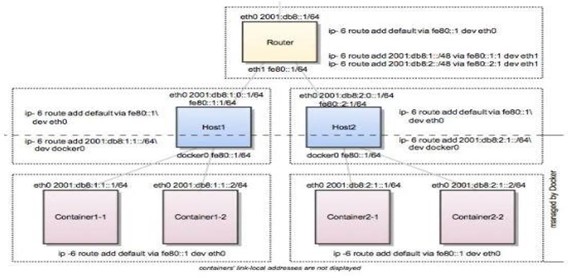 eth0 2001:db8::1/64
Router
ip- 6 route add default via fe80::1 dev eth0
ip- 6 route add 2001:db8:1::/48 via fe80::1:1 dev eth1
ip- 6 route add 2001:db8:2::/48 via fe80::2:1 dev eth1
eth1 fe80::1/64
eth0 2001:db8:1:0::1/64
fe80::1:1/64
ip- 6 route add default via fe80::1\
dev eth0
Host1
ip- 6 route add 2001:db8:1:1::/64\
dev docker0
docker0 fe80::1/64
eth0 2001:db8:2:0::1/64
fe80::2:1/64
ip- 6 route add default via fe80::1\
dev eth0
Host2
ip- 6 route add 2001:db8:2:1::/64\
dev docker0
docker0 fe80::1/64
eth0 2001:db8:1:1::1/64
eth0 2001:db8:1:1::2/64
Container1-1
Container1-2
ip -6 route add default via fe80::1 dev eth0
eth0 2001:db8:2:1::1/64
eth0 2001:db8:2:1::2/64
Container2-1
Container2-2
ip -6 route add default via fe80::1 dev eth0
managed by Docker
containers' link-local addresses are not displayed